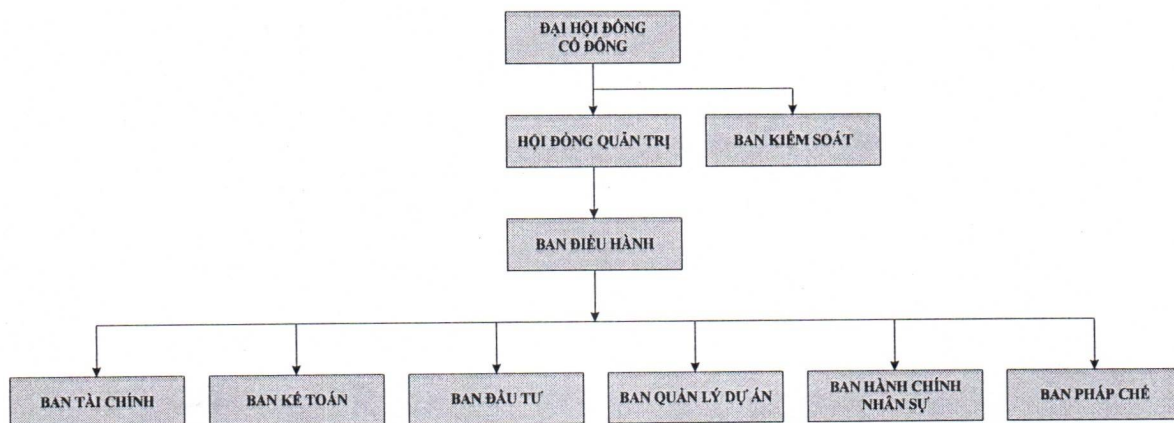 ĐẠI HỘI ĐỒNG
CỔ ĐÔNG
HỘI ĐỒNG QUẢN TRỊ
BAN KIỂM SOÁT
BAN ĐIỀU HÀNH
BAN TÀI CHÍNH
BAN KẾ TOÁN
BAN ĐẦU TƯ
BAN QUẢN LÝ DỰ ÁN
BAN HÀNH CHÍNH
NHÂN SỰ
BAN PHÁP CHẾ